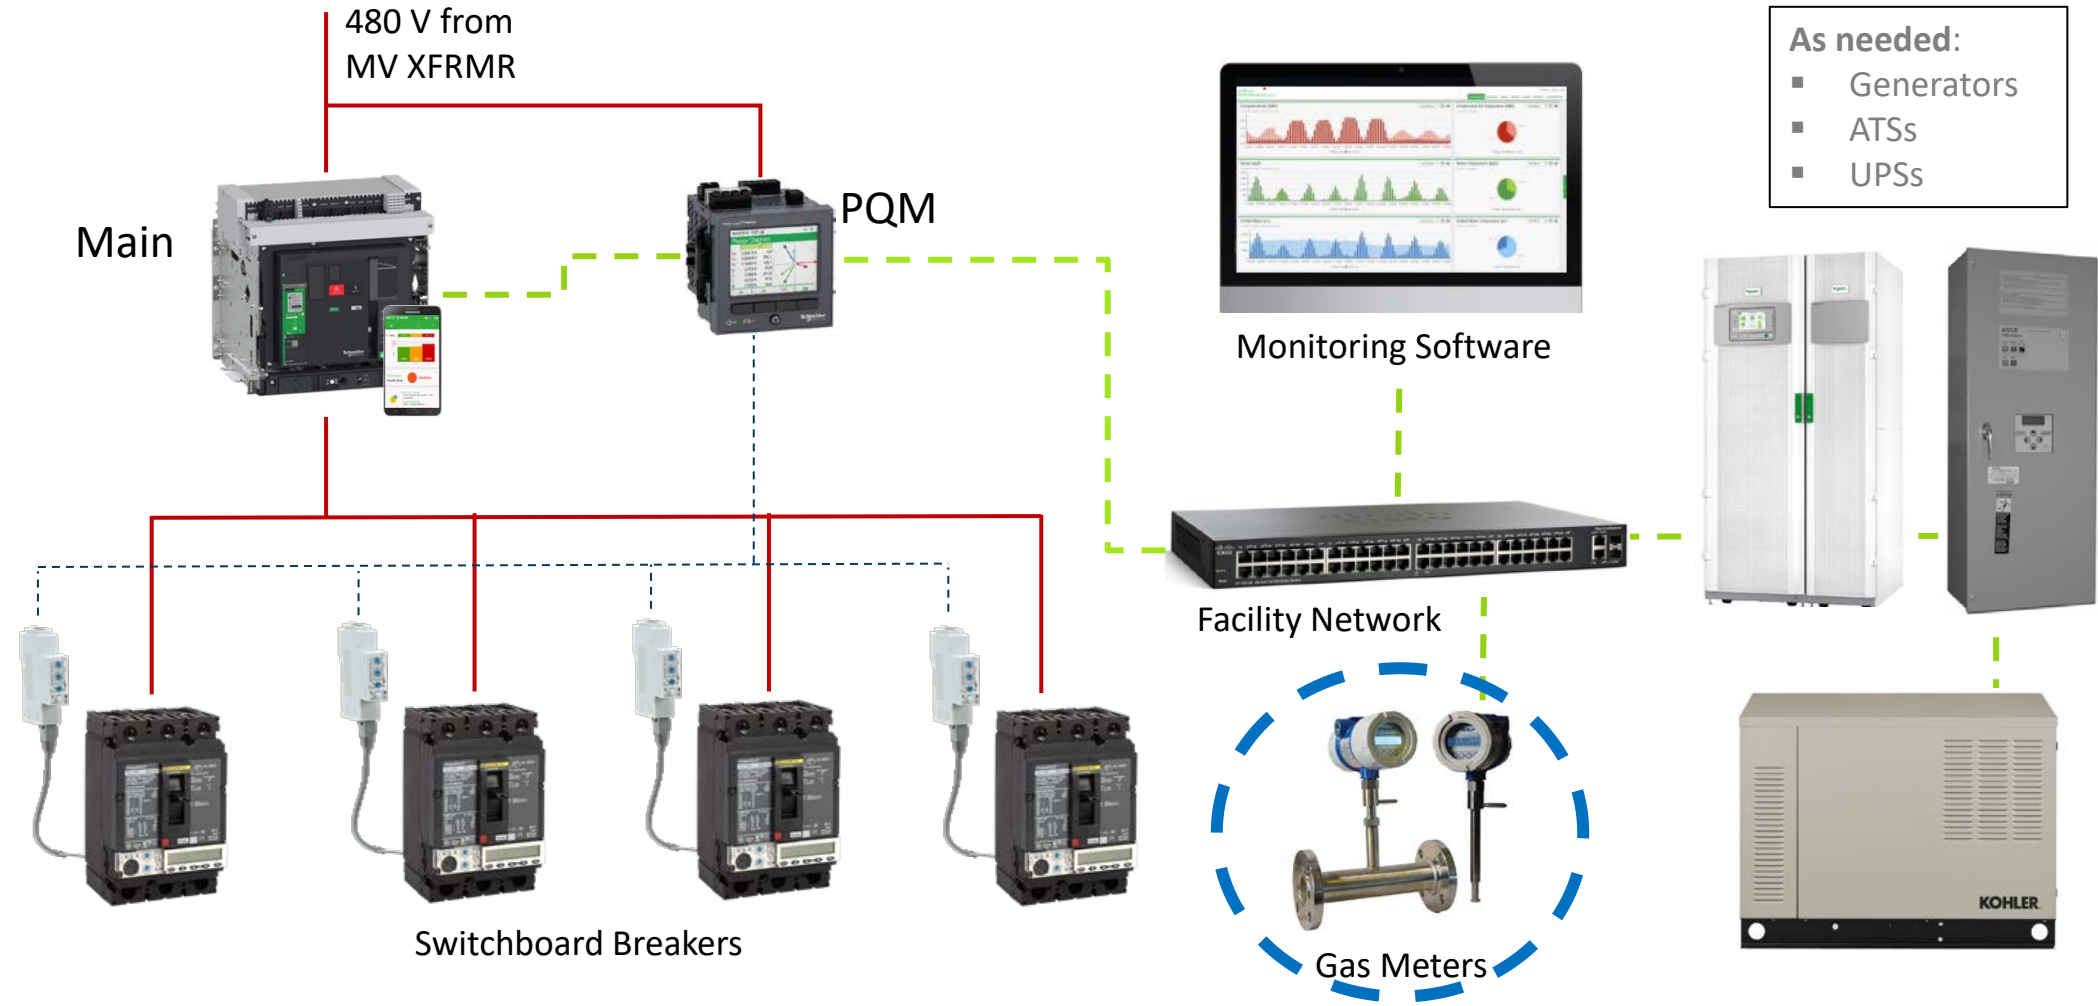 480 V from
MV XFRMR
As needed:
▪ Generators
▪ ATSs
▪ UPSs
Main
PQM
Monitoring Software
Facility Network
Switchboard Breakers
Gas Meters
KOHLER